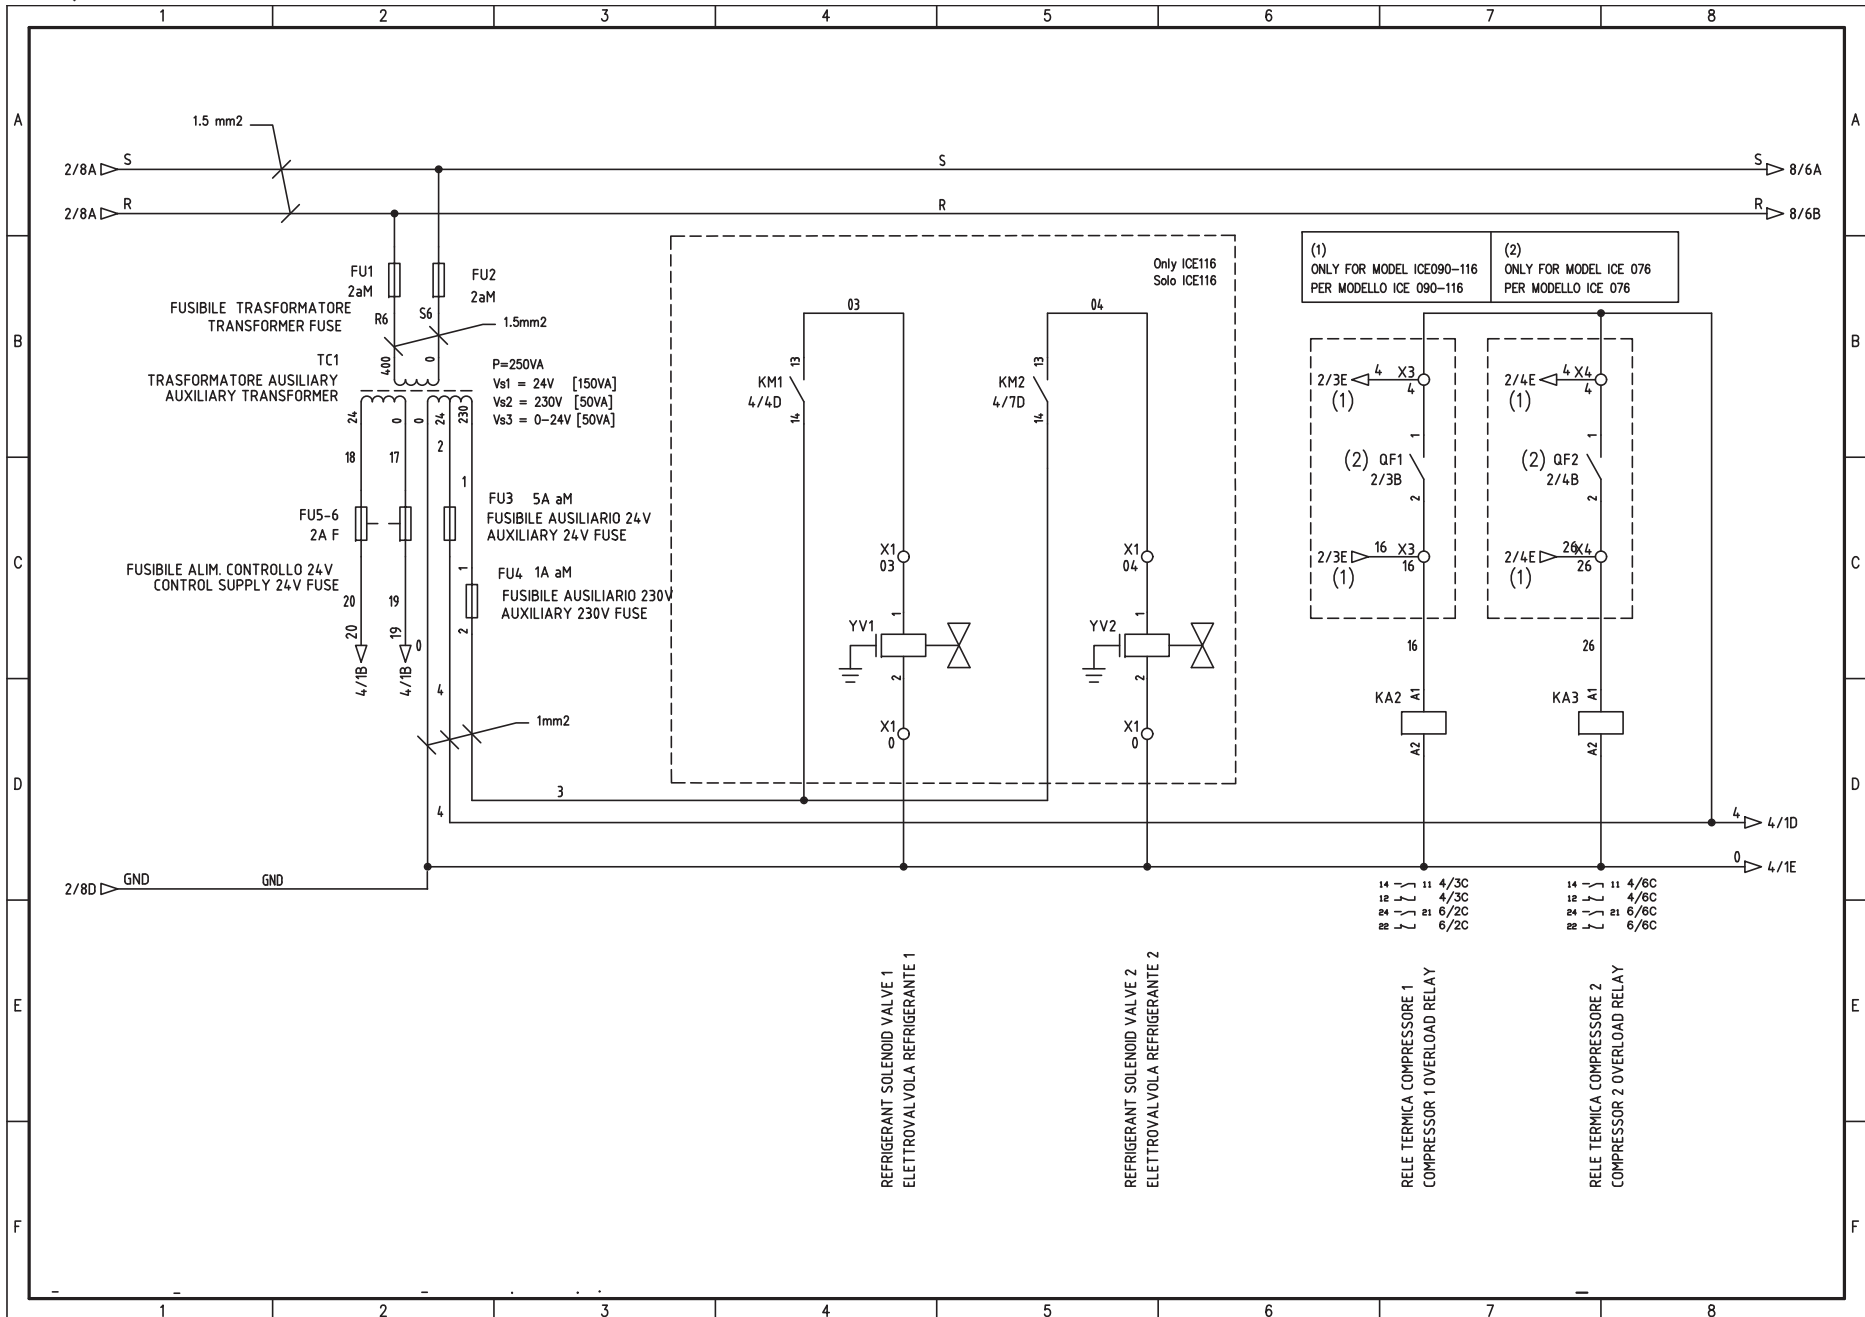 1 2 3 4 5 6 7 8
A A
1.5 mm2
2/8A S S S 8/6A
2/8A R R R 8/6B
FU1
2aM
FU2
2aM
FUSIBILE TRASFORMATORE
TRANSFORMER FUSE
R6 S6
1.5mm2
B B
TC1
TRASFORMATORE AUSILIARY
AUXILIARY TRANSFORMER
400 0
P=250VA
Vs1 = 24V [150VA]
Vs2 = 230V [50VA]
Vs3 = 0-24V [50VA]
24 0 0 24 230
18 17 2 1
FU5-6
2A F
FU3 5A aM
FUSIBILE AUSILIARIO 24V
AUXILIARY 24V FUSE
FUSIBILE ALIM. CONTROLLO 24V
CONTROL SUPPLY 24V FUSE
1
FU4 1A aM
FUSIBILE AUSILIARIO 230V
AUXILIARY 230V FUSE
2
20 19
20 19 0
4/1B 4/1B
4
1mm2
3
4
2/8D GND GND
Only ICE116
Solo ICE116
03
13
KM1
4/4D
14
X1
03
1
YV1
2
X1
0
04
13
KM2
4/7D
14
X1
04
1
YV2
2
X1
0
(1)
ONLY FOR MODEL ICE090-116
PER MODELLO ICE 090-116
(2)
ONLY FOR MODEL ICE 076
PER MODELLO ICE 076
2/3E 4 X3
4
(1)
1
(2) QF1
2/3B
2
2/3E 16 X3
16
(1)
16
KA2 A1
A2
2/4E 4 X4
4
(1)
1
(2) QF2
2/4B
2
2/4E 26 X4
26
(1)
26
KA3 A1
A2
C C
D D
4 4/1D
0 4/1E
14 11 4/3C
12 4/3C
24 21 6/2C
22 6/2C
14 11 4/6C
12 4/6C
24 21 6/6C
22 6/6C
REFRIGERANT SOLENOID VALVE 1
ELETTROVALVOLA REFRIGERANTE 1
REFRIGERANT SOLENOID VALVE 2
ELETTROVALVOLA REFRIGERANTE 2
RELE TERMICA COMPRESSORE 1
COMPRESSOR 1 OVERLOAD RELAY
RELE TERMICA COMPRESSORE 2
COMPRESSOR 2 OVERLOAD RELAY
E E
F F
1 2 3 4 5 6 7 8